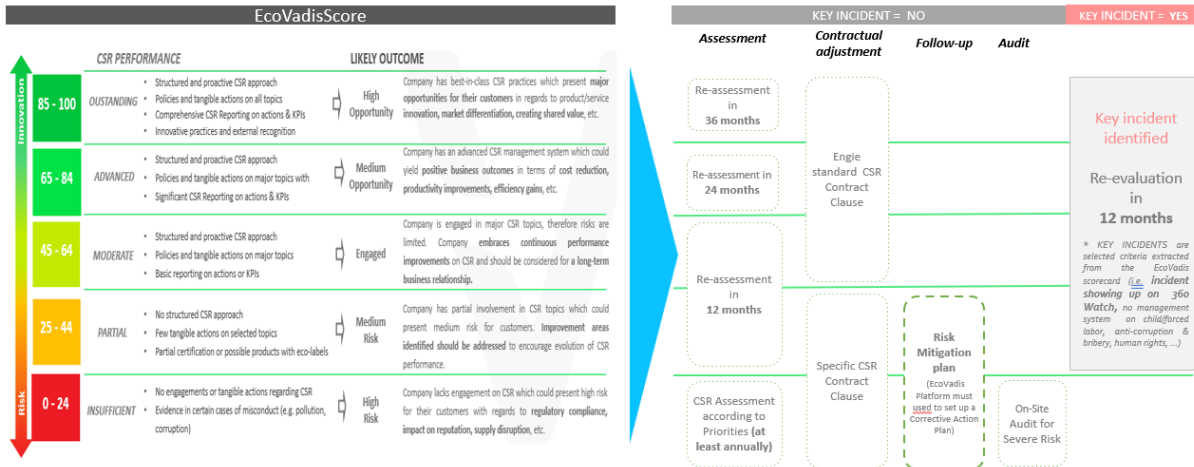 EcoVadisScore
CSR PERFORMANCE
LIKELY OUTCOME
Innovation
85 - 100
OUSTANDING
• Structured and proactive CSR approach
• Policies and tangible actions on all topics
• Comprehensive CSR Reporting on actions & KPIs
• Innovative practices and external recognition
High
Opportunity
Company has best-in-class CSR practices which present major
opportunities for their customers in regards to product/service
innovation, market differentiation, creating shared value, etc.
65 - 84
ADVANCED
• Structured and proactive CSR approach
• Policies and tangible actions on major topics with
• Significant CSR Reporting on actions & KPIs
Medium
Opportunity
Company has an advanced CSR management system which could
yield positive business outcomes in terms of cost reduction,
productivity improvements, efficiency gains, etc.
45 - 64
MODERATE
• Structured and proactive CSR approach
• Policies and tangible actions on major topics
• Basic reporting on actions or KPIs
Engaged
Company is engaged in major CSR topics, therefore risks are
limited. Company embraces continuous performance
improvements on CSR and should be considered for a long-term
business relationship.
25 - 44
PARTIAL
• No structured CSR approach
• Few tangible actions on selected topics
• Partial certification or possible products with eco-labels
Medium
Risk
Company has partial involvement in CSR topics which could
present medium risk for customers. Improvement areas
identified should be addressed to encourage evolution of CSR
performance.
Risk
0 - 24
INSUFFICIENT
• No engagements or tangible actions regarding CSR
• Evidence in certain cases of misconduct (e.g. pollution,
corruption)
High
Risk
Company lacks engagement on CSR which could present high risk
for their customers with regards to regulatory compliance,
impact on reputation, supply disruption, etc.
KEY INCIDENT = NO
Assessment
Contractual
adjustment
Follow-up
Audit
Re-assessment
in
36 months
Re-assessment in
24 months
Re-assessment
in
12 months
CSR Assessment
according to
Priorities (at
least annually)
Engie
standard CSR
Contract
Clause
Specific CSR
Contract
Clause
Risk
Mitigation
plan
(EcoVadis
Platform must
used to set up a
Corrective Action
Plan)
On-Site
Audit for
Severe Risk
KEY INCIDENT = YES
Key incident
identified
Re-evaluation
in
12 months
* KEY INCIDENTS are
selected criteria extracted
from the EcoVadis
scorecard (i.e. incident
showing up on 360
Watch, no management
system on child/forced
labor, anti-corruption &
bribery, human rights, ...)